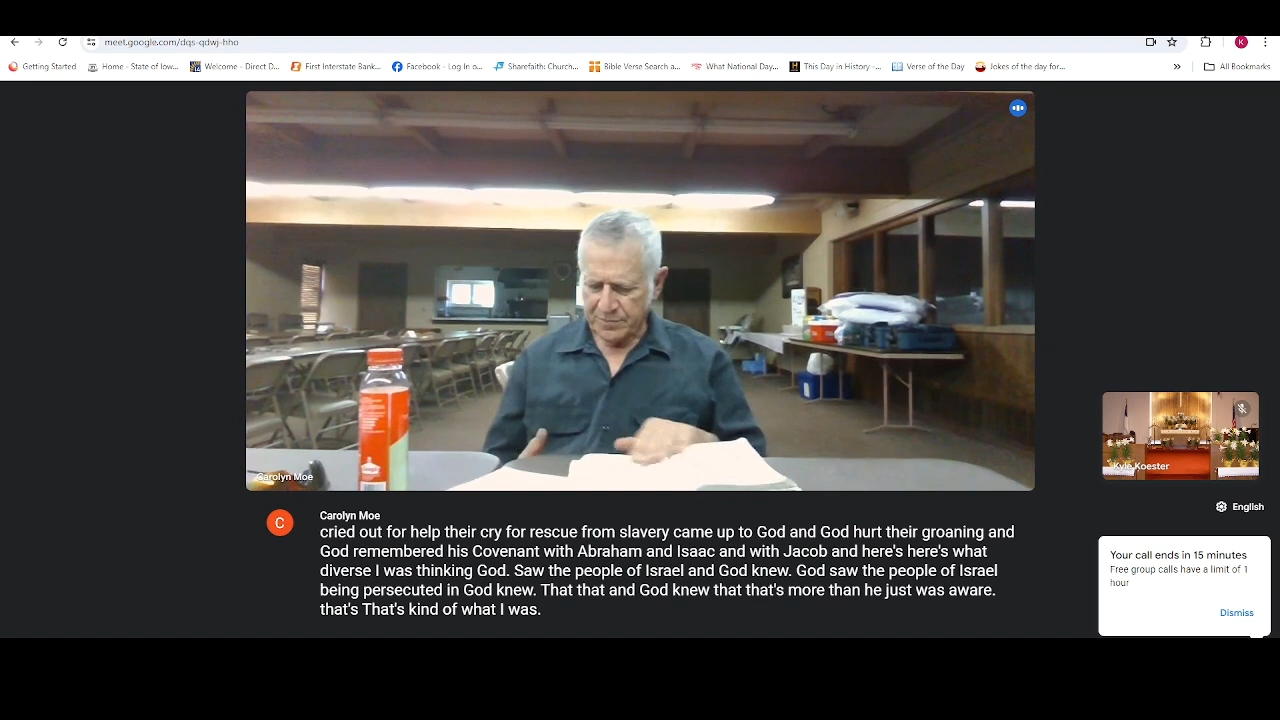 meet.google.com/dqs-qdwj-hho
Getting Started Home - State of Iow... Welcome - Direct D... First Interstate Bank... Facebook - Log In o... Sharefaith: Church... Bible Verse Search a... What National Day... This Day in History -... Verse of the Day Jokes of the day for... » All Bookmarks
K
Carolyn Moe
Kyle Koester
English
C
Carolyn Moe
cried out for help their cry for rescue from slavery came up to God and God hurt their groaning and
God remembered his Covenant with Abraham and Isaac and with Jacob and here's here's what
diverse I was thinking God. Saw the people of Israel and God knew. God saw the people of Israel
being persecuted in God knew. That that and God knew that that's more than he just was aware.
that's That's kind of what I was.
Your call ends in 15 minutes
Free group calls have a limit of 1
hour
Dismiss